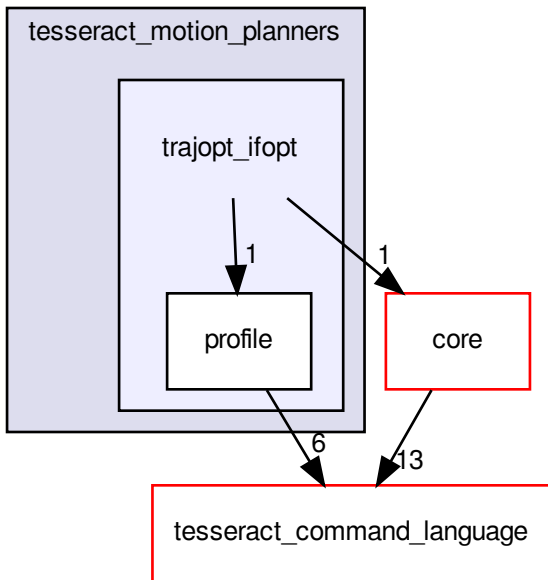 tesseract_motion_planners
trajopt_ifopt
1
1
profile
core
6
13
tesseract_command_language